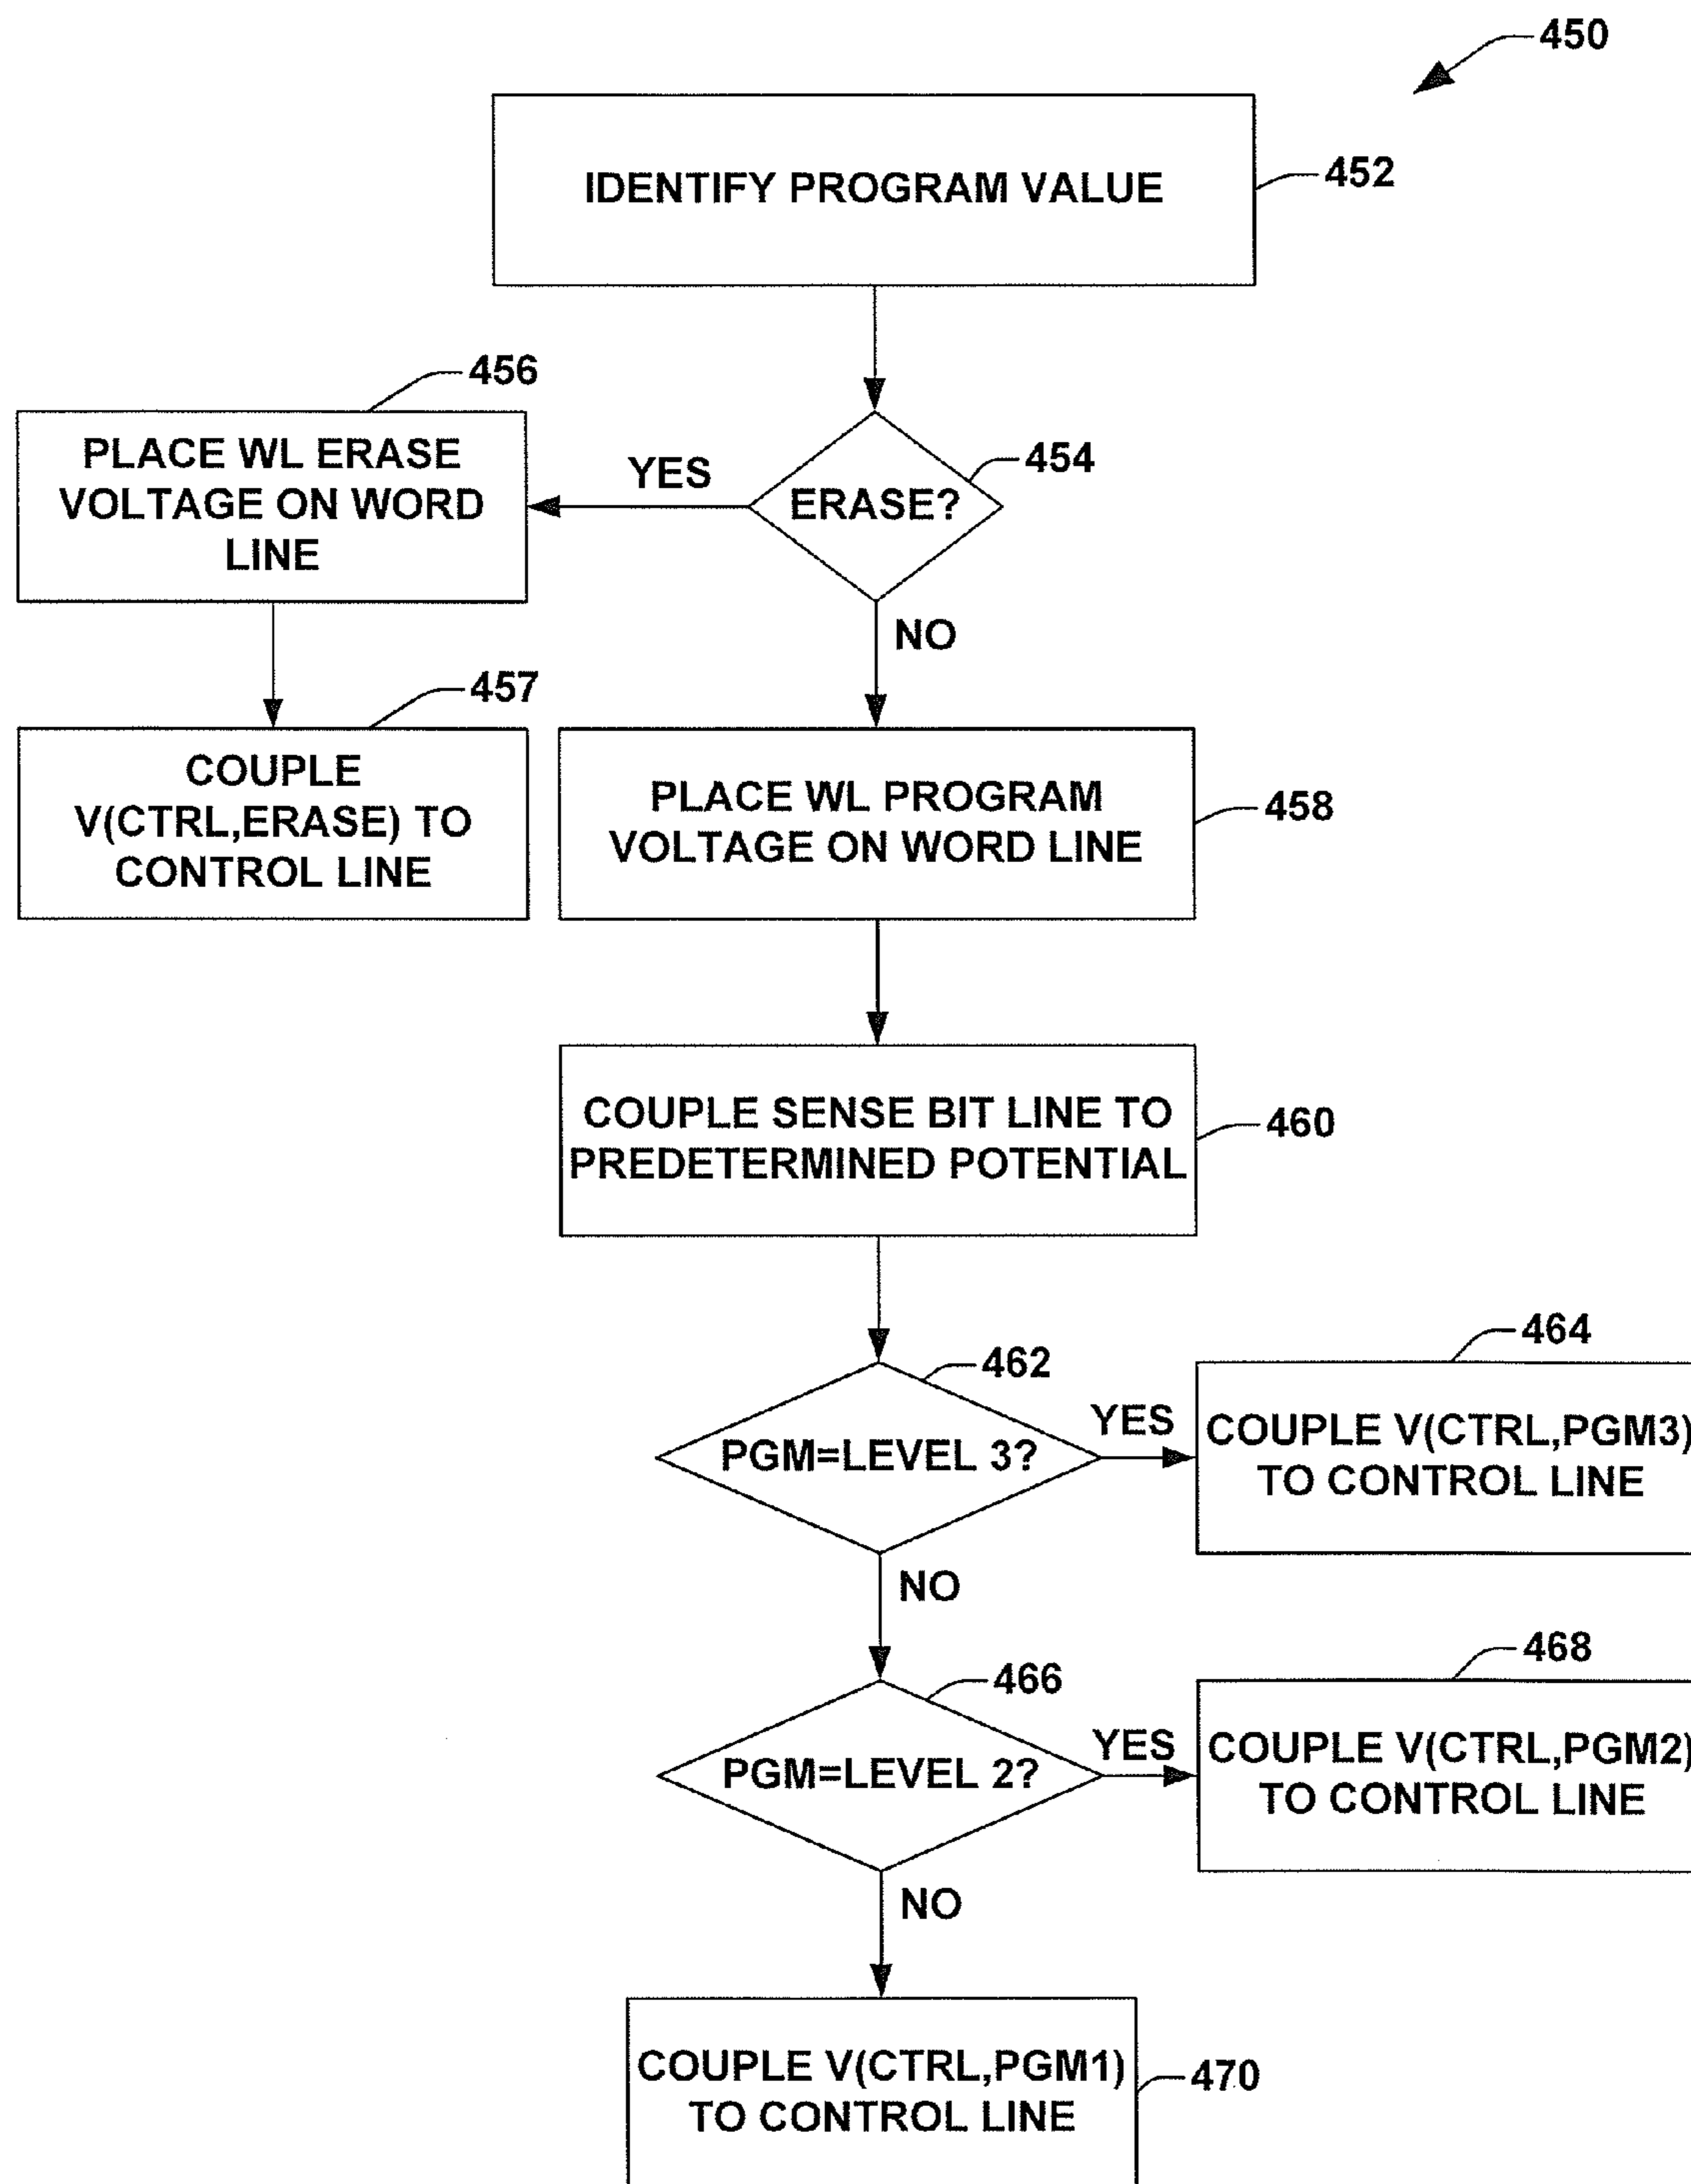 450
IDENTIFY PROGRAM VALUE
452
456
PLACE WL ERASE
VOLTAGE ON WORD
LINE
YES
ERASE?
454
NO
457
COUPLE
V(CTRL,ERASE) TO
CONTROL LINE
PLACE WL PROGRAM
VOLTAGE ON WORD LINE
458
COUPLE SENSE BIT LINE TO
PREDETERMINED POTENTIAL
460
462
PGM=LEVEL 3?
YES
464
COUPLE V(CTRL,PGM3)
TO CONTROL LINE
NO
466
PGM=LEVEL 2?
YES
468
COUPLE V(CTRL,PGM2)
TO CONTROL LINE
NO
COUPLE V(CTRL,PGM1)
TO CONTROL LINE
470